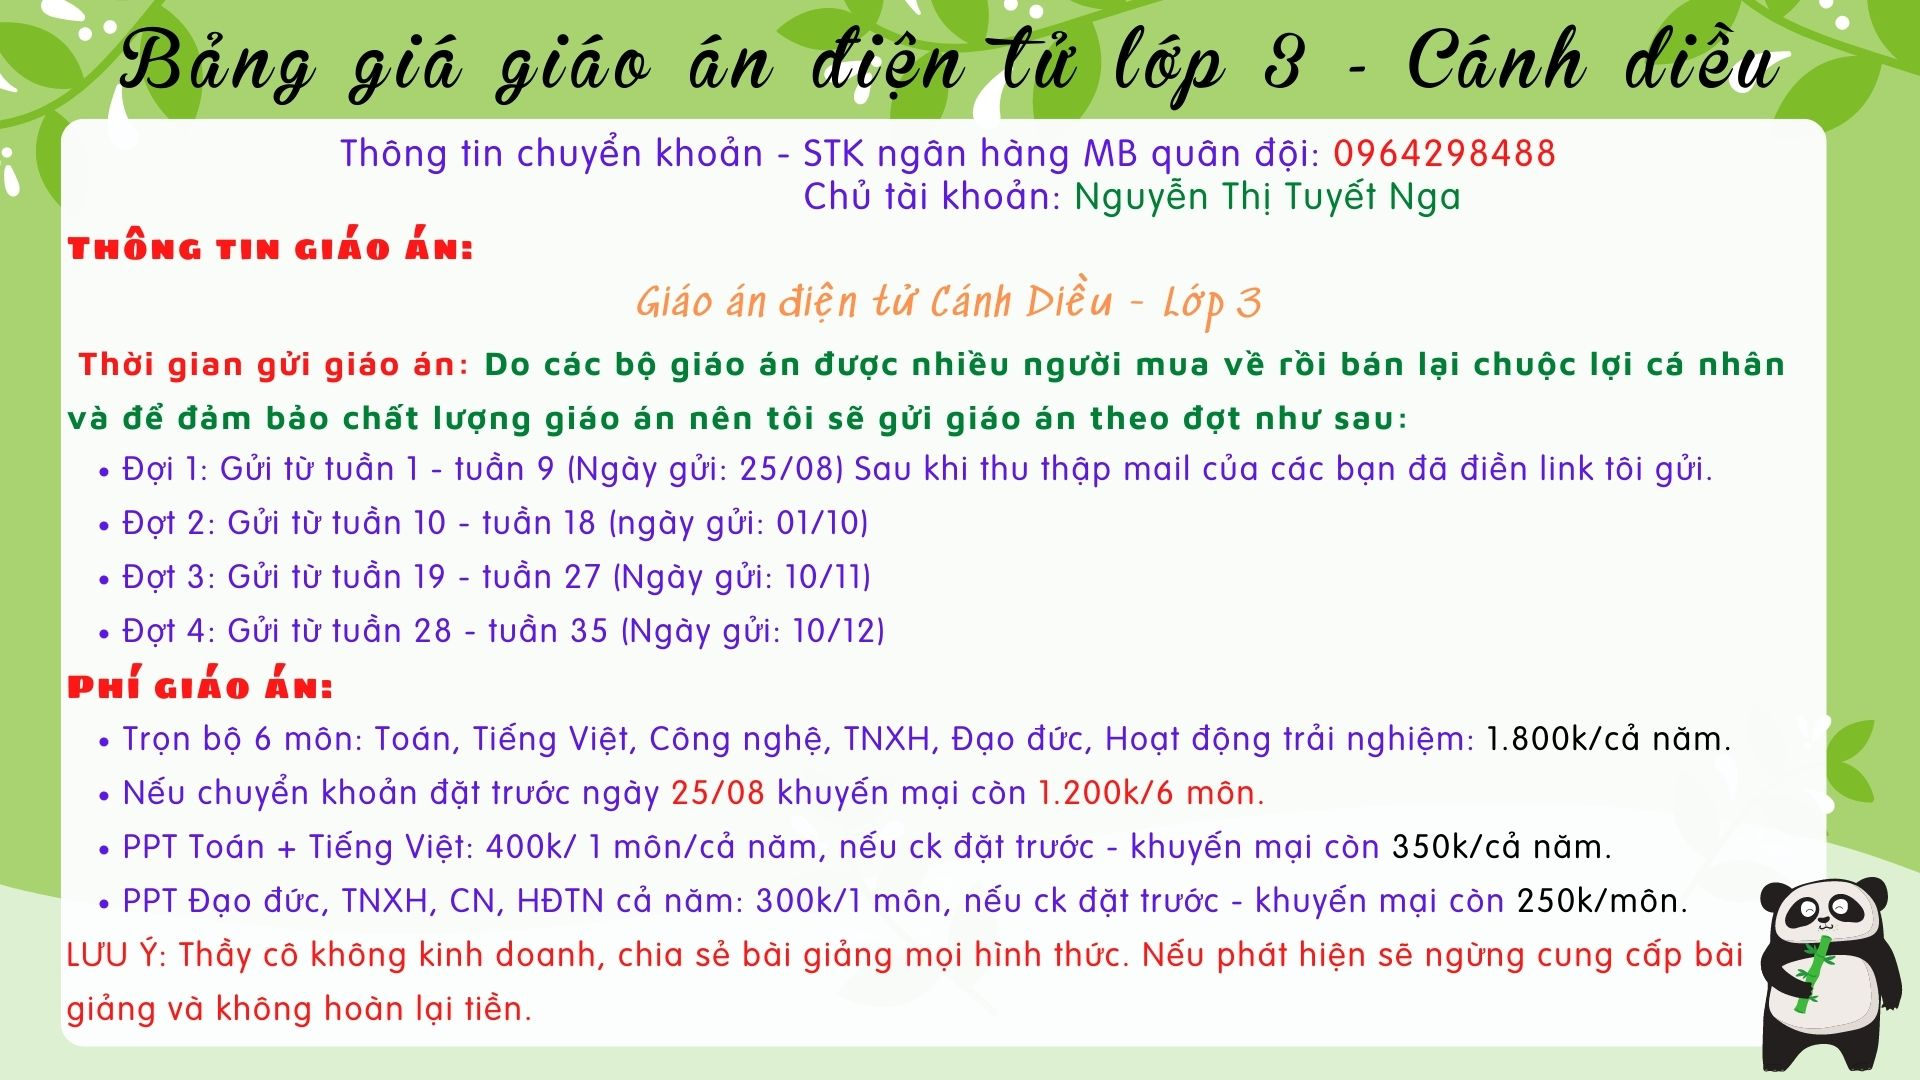 Bảng giá giáo án điện tử lớp 3 - Cánh diều
Thông tin chuyển khoản - STK ngân hàng MB quân đội: 0964298488
Chủ tài khoản: Nguyễn Thị Tuyết Nga
THÔNG TIN GIÁO ÁN:
Giáo án điện tử Cánh Diều - Lớp 3
Thời gian gửi giáo án: Do các bộ giáo án được nhiều người mua về rồi bán lại chuộc lợi cá nhân
và để đảm bảo chất lượng giáo án nên tôi sẽ gửi giáo án theo đợt như sau:
• Đợi 1: Gửi từ tuần 1 - tuần 9 (Ngày gửi: 25/08) Sau khi thu thập mail của các bạn đã điền link tôi gửi.
• Đợt 2: Gửi từ tuần 10 - tuần 18 (ngày gửi: 01/10)
• Đợt 3: Gửi từ tuần 19 - tuần 27 (Ngày gửi: 10/11)
• Đợt 4: Gửi từ tuần 28 - tuần 35 (Ngày gửi: 10/12)
PHÍ GIÁO ÁN:
• Trọn bộ 6 môn: Toán, Tiếng Việt, Công nghệ, TNXH, Đạo đức, Hoạt động trải nghiệm: 1.800k/cả năm.
• Nếu chuyển khoản đặt trước ngày 25/08 khuyến mại còn 1.200k/6 môn.
• PPT Toán + Tiếng Việt: 400k/ 1 môn/cả năm, nếu ck đặt trước - khuyến mại còn 350k/cả năm.
• PPT Đạo đức, TNXH, CN, HĐTN cả năm: 300k/1 môn, nếu ck đặt trước - khuyến mại còn 250k/môn.
LƯU Ý: Thầy cô không kinh doanh, chia sẻ bài giảng mọi hình thức. Nếu phát hiện sẽ ngừng cung cấp bài
giảng và không hoàn lại tiền.